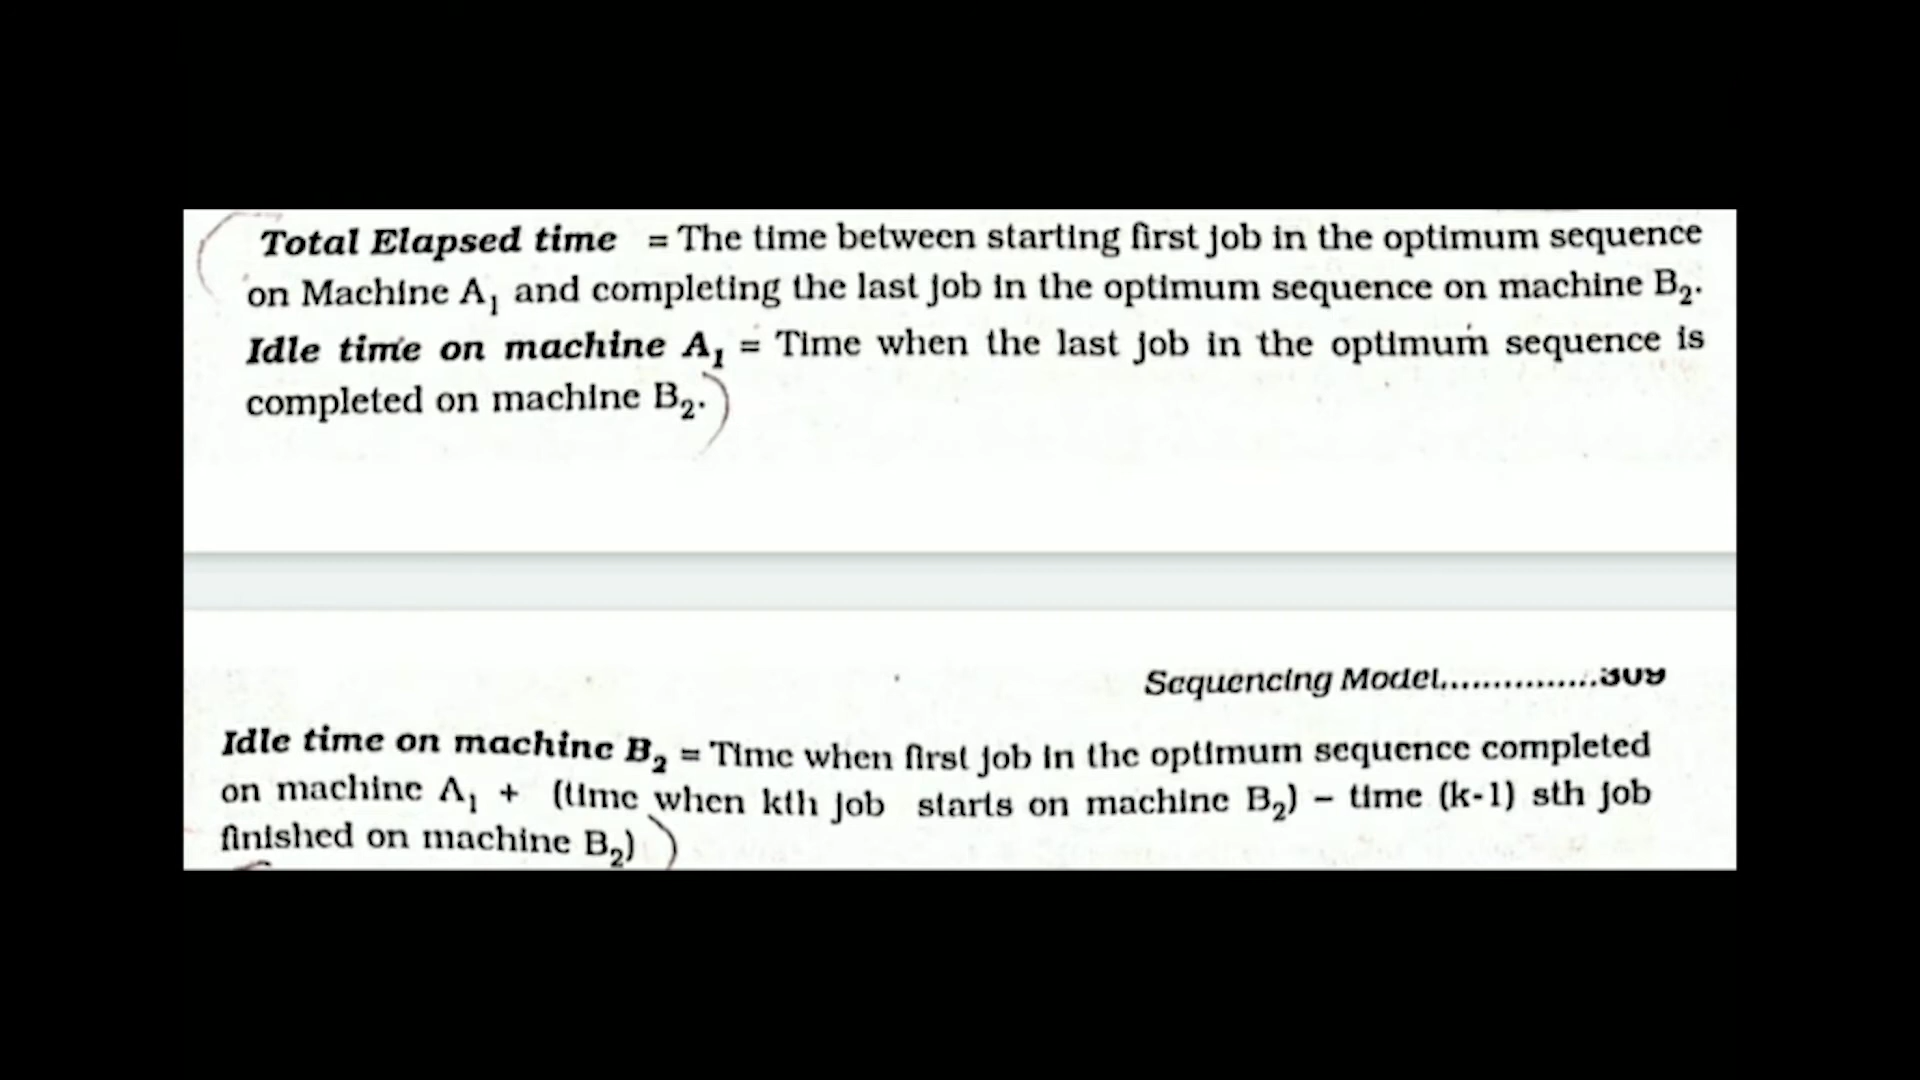 Total Elapsed time = The time between starting first job in the optimum sequence
on Machine A₁ and completing the last job in the optimum sequence on machine B₂.
Idle time on machine A₁ = Time when the last job in the optimum sequence is
completed on machine B₂.
Sequencing Model...............309
Idle time on machine B₂ = Time when first job in the optimum sequence completed
on machine A₁ + (time when kth job starts on machine B₂) – time (k-1) sth job
finished on machine B₂)